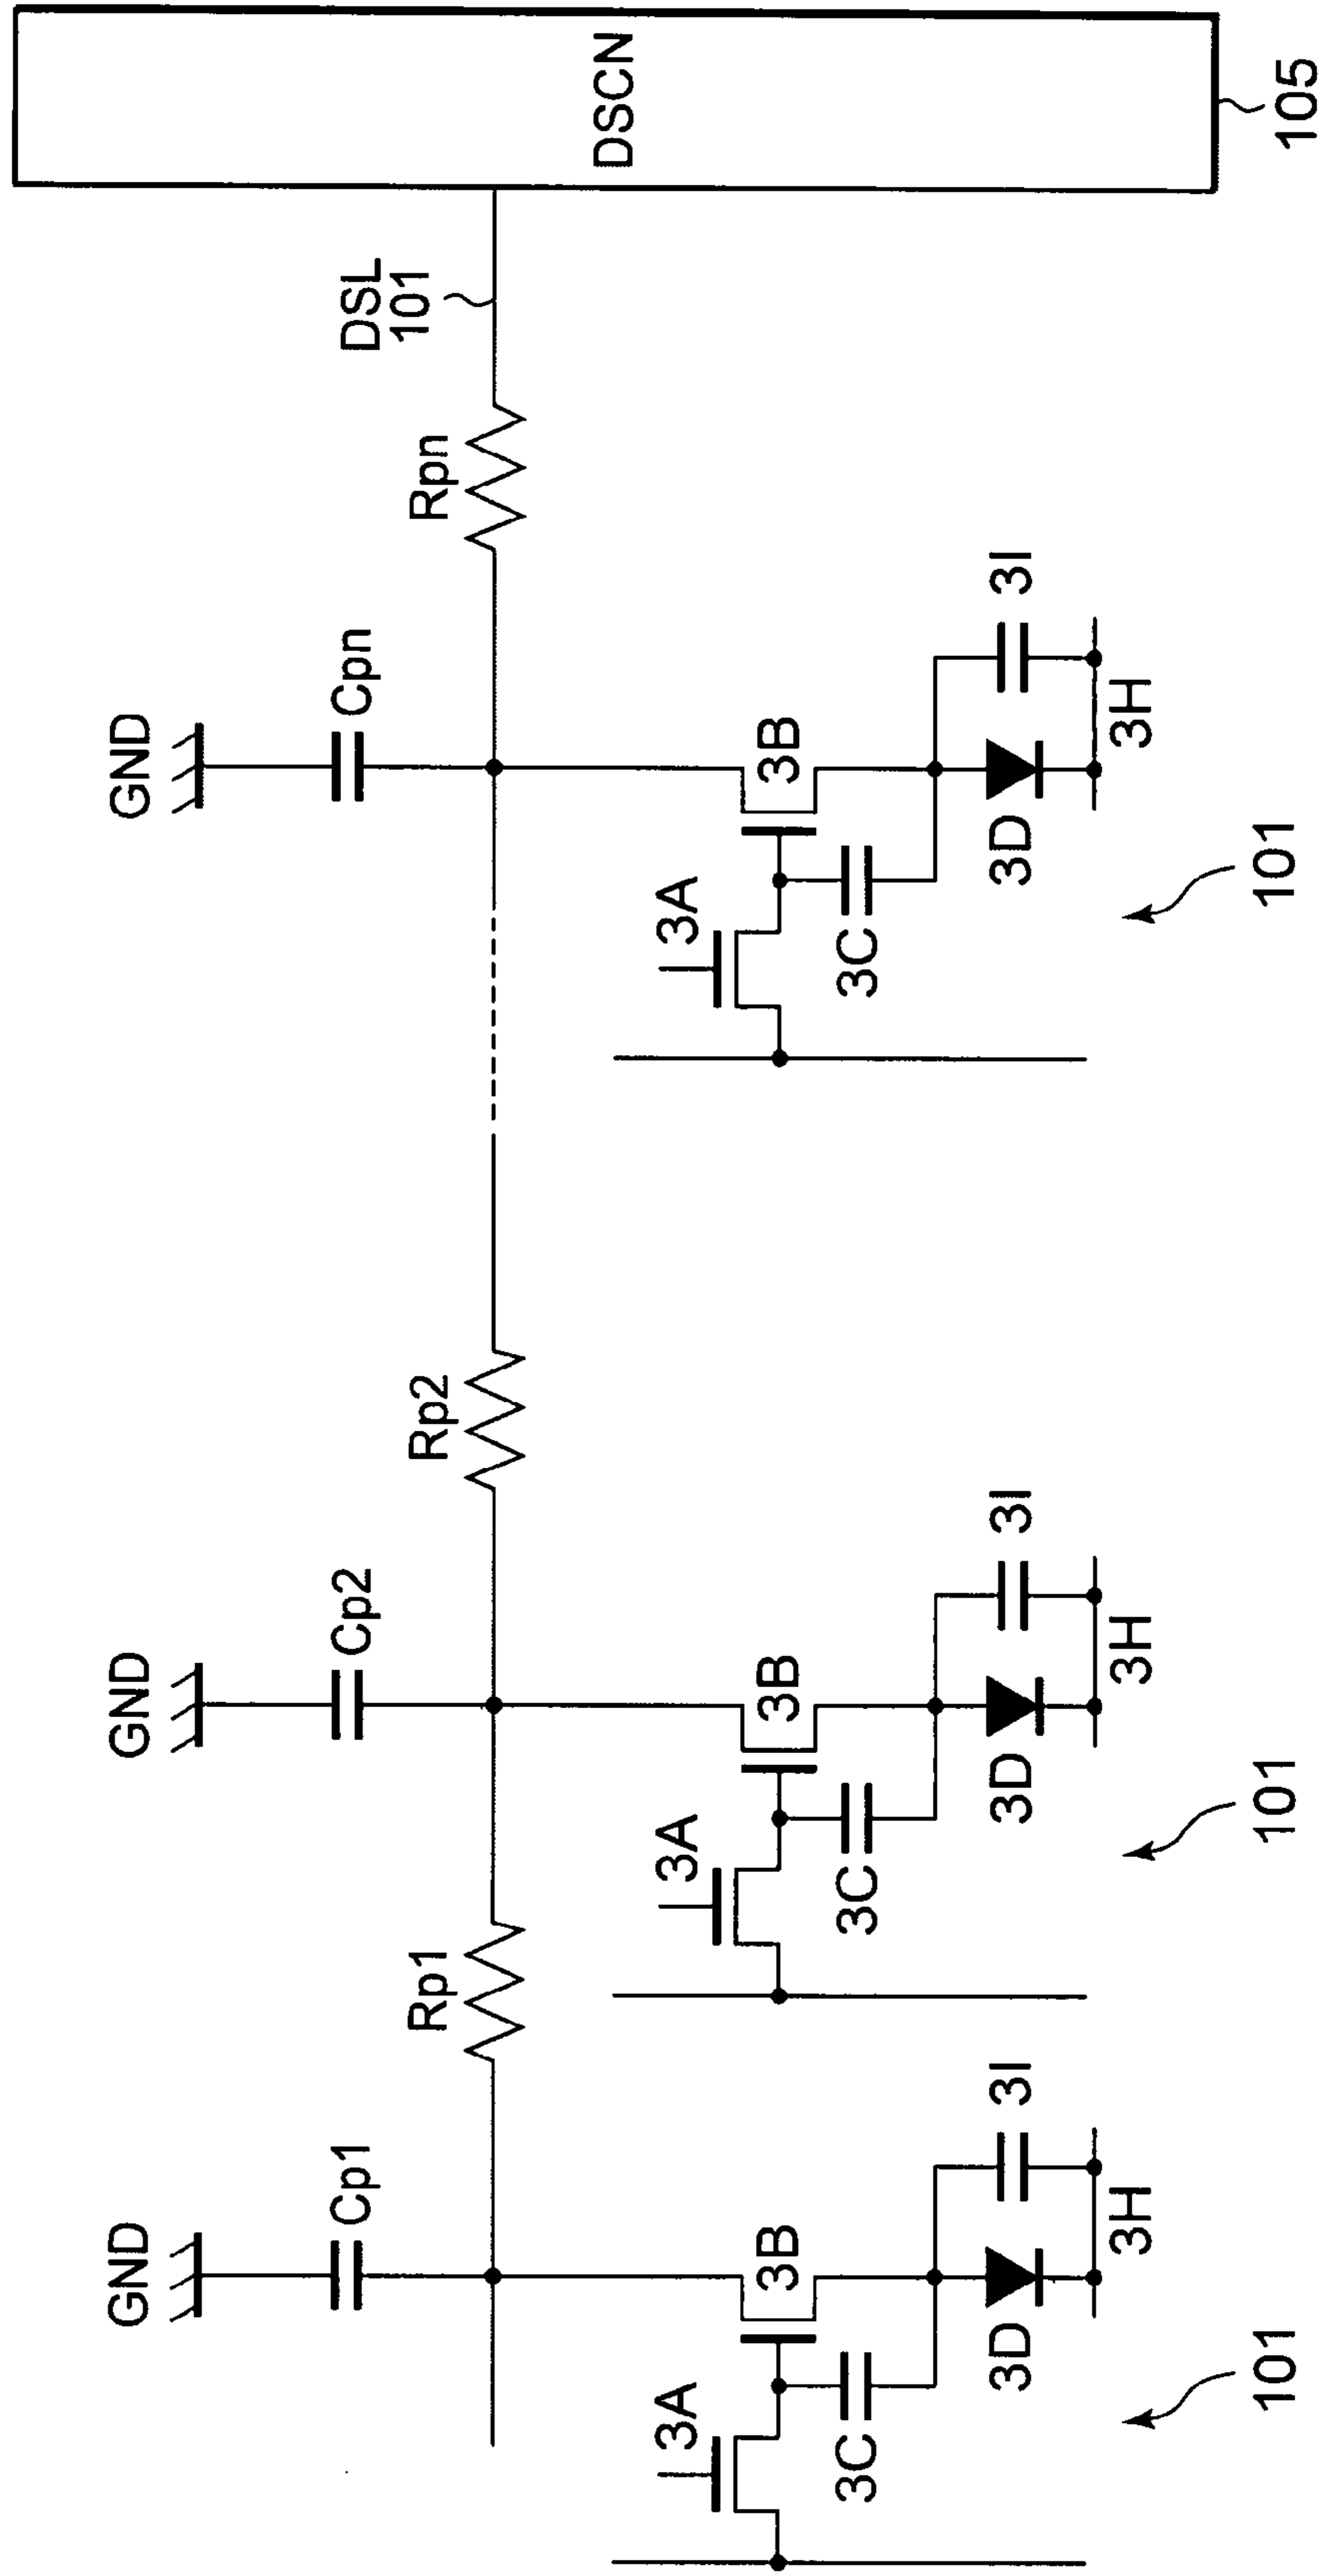 GND
GND
GND
Cp1
Cp2
Cpn
DSL
101
Rp1
Rp2
Rpn
DSCN
105
3A
3B
3C
3D
3I
3H
101
3A
3B
3C
3D
3I
3H
101
3A
3B
3C
3D
3I
3H
101